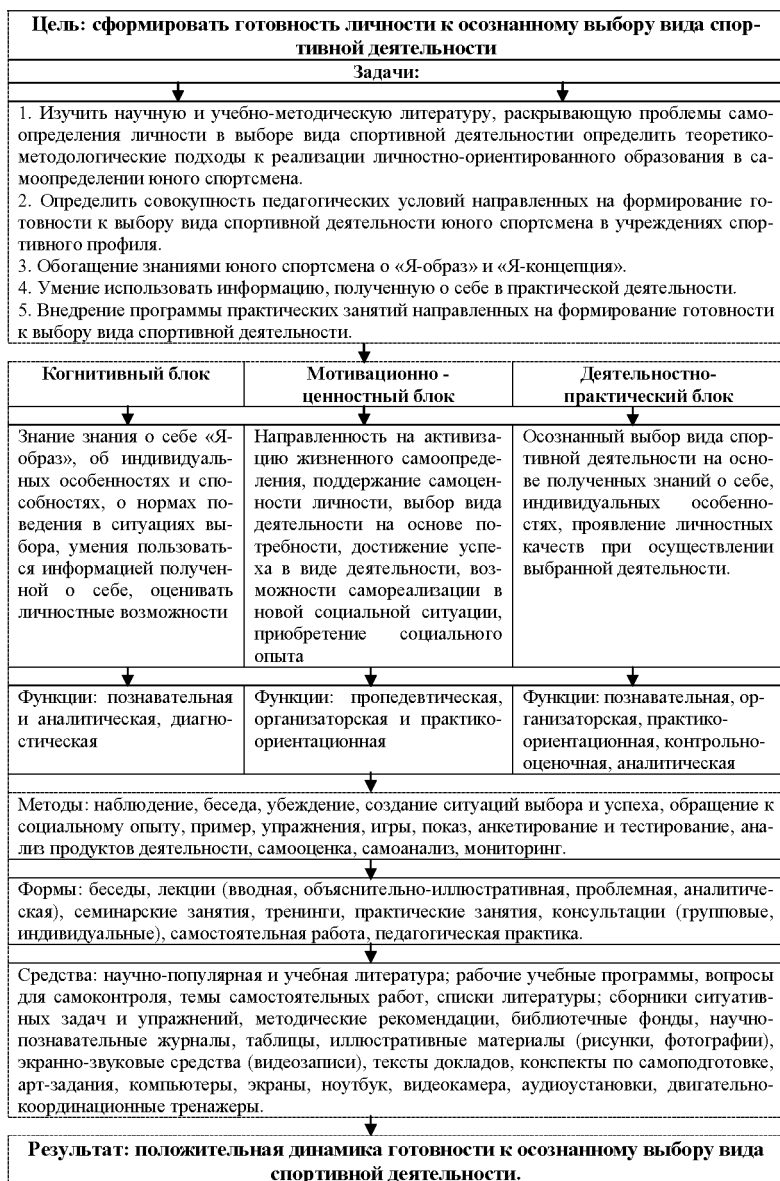 Цель: сформировать готовность личности к осознанному выбору вида спор-
тивной деятельности
Задачи:
1. Изучить научную и учебно-методическую литературу, раскрывающую проблемы само-
определения личности в выборе вида спортивной деятельностии определить теоретико-
методологические подходы к реализации личностно-ориентированного образования в са-
моопределении юного спортсмена.
2. Определить совокупность педагогических условий направленных на формирование го-
товности к выбору вида спортивной деятельности юного спортсмена в учреждениях спор-
тивного профиля.
3. Обогащение знаниями юного спортсмена о «Я-образ» и «Я-концепция».
4. Умение использовать информацию, полученную о себе в практической деятельности.
5. Внедрение программы практических занятий направленных на формирование готовности
к выбору вида спортивной деятельности.
Когнитивный блок
Мотивационно -
ценностный блок
Деятельностно-
практический блок
Знание знания о себе «Я-
образ», об индивидуаль-
ных особенностях и спо-
собностях, о нормах по-
ведения в ситуациях вы-
бора, умения пользовать-
ся информацией получен-
ной о себе, оценивать
личностные возможности
Направленность на активиза-
цию жизненного самоопреде-
ления, поддержание самоцен-
ности личности, выбор вида
деятельности на основе по-
требности, достижение успе-
ха в виде деятельности, воз-
можности самореализации в
новой социальной ситуации,
приобретение социального
опыта
Осознанный выбор вида спор-
тивной деятельности на осно-
ве полученных знаний о себе,
индивидуальных особенно-
стях, проявление личностных
качеств при осуществлении
выбранной деятельности.
Функции: познавательная
и аналитическая, диагно-
стическая
Функции: пропедевтическая,
организаторская и практико-
ориентационная
Функции: познавательная, ор-
ганизаторская, практико-
ориентационная, контрольно-
оценочная, аналитическая
Методы: наблюдение, беседа, убеждение, создание ситуаций выбора и успеха, обращение к
социальному опыту, пример, упражнения, игры, показ, анкетирование и тестирование, ана-
лиз продуктов деятельности, самооценка, самоанализ, мониторинг.
Формы: беседы, лекции (вводная, объяснительно-иллюстративная, проблемная, аналитиче-
ская), семинарские занятия, тренинги, практические занятия, консультации (групповые,
индивидуальные), самостоятельная работа, педагогическая практика.
Средства: научно-популярная и учебная литература; рабочие учебные программы, вопросы
для самоконтроля, темы самостоятельных работ, списки литературы; сборники ситуатив-
ных задач и упражнений, методические рекомендации, библиотечные фонды, научно-
познавательные журналы, таблицы, иллюстративные материалы (рисунки, фотографии),
экранно-звуковые средства (видеозаписи), тексты докладов, конспекты по самоподготовке,
арт-задания, компьютеры, экраны, ноутбук, видеокамера, аудиоустановки, двигательно-
координационные тренажеры.
Результат: положительная динамика готовности к осознанному выбору вида
спортивной деятельности.